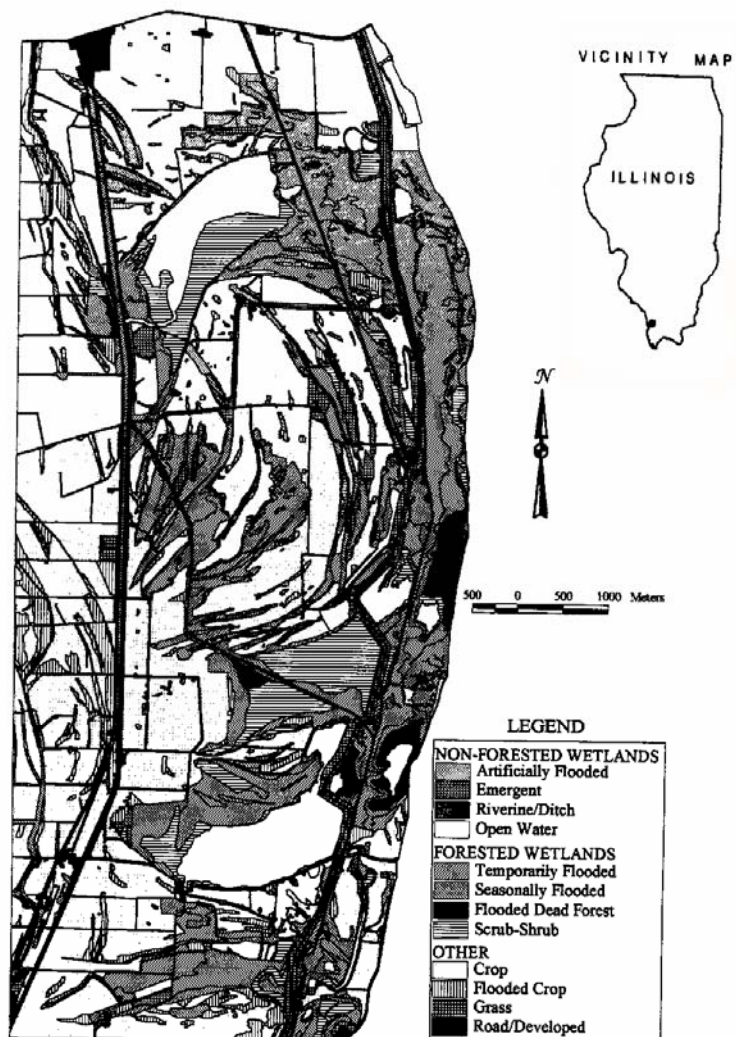 VICINITY MAP
ILLINOIS
N
500 0 500 1000 Meters
LEGEND
NON-FORESTED WETLANDS
Artificially Flooded
Emergent
Riverine/Ditch
Open Water
FORESTED WETLANDS
Temporarily Flooded
Seasonally Flooded
Flooded Dead Forest
Scrub-Shrub
OTHER
Crop
Flooded Crop
Grass
Road/Developed